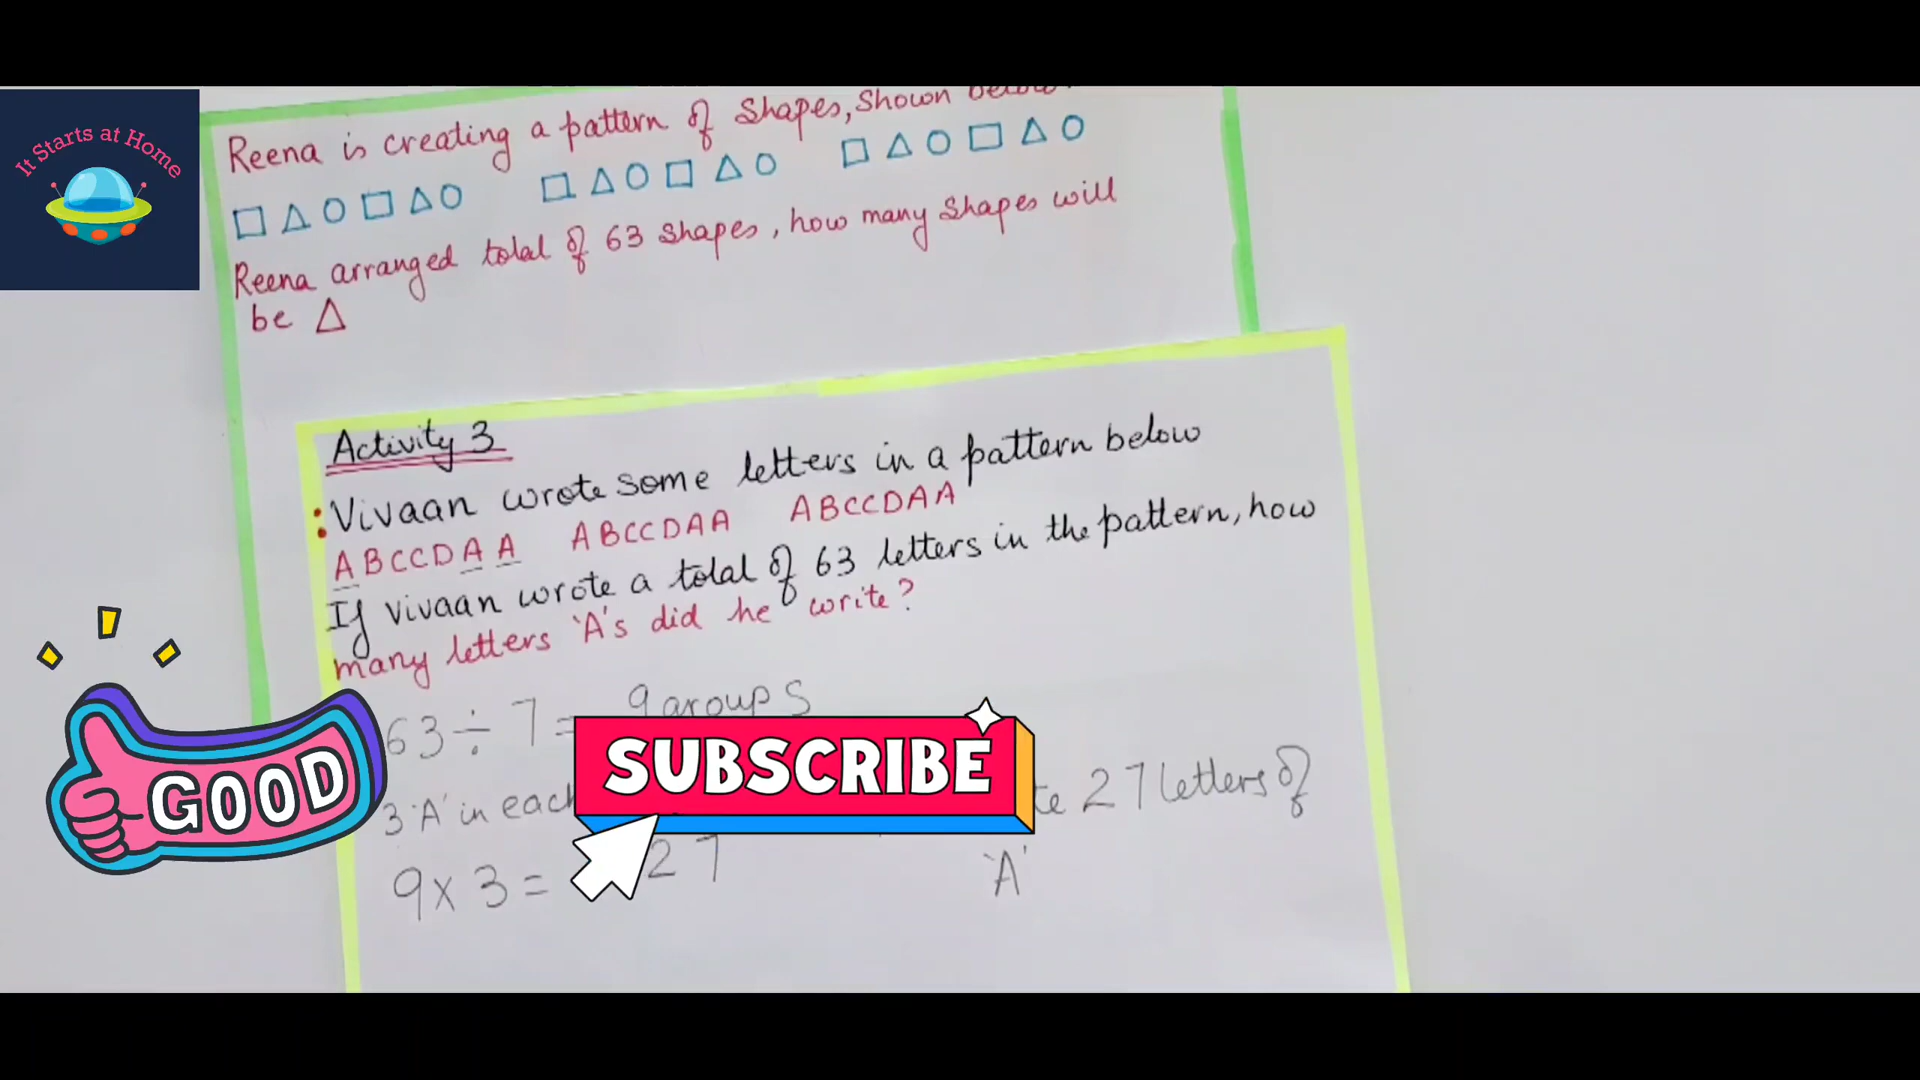 It Starts at Home
Reena is creating a pattern of Shapes, Shown below
Reena arranged total of 63 shapes, how many shapes will
be △
Activity 3
: Vivaan wrote some letters in a pattern below
ABCCDAA ABCCDAA ABCCDAA
If vivaan wrote a total of 63 letters in the pattern, how
many letters 'A's did he write?
63 ÷ 7 = 9 groups
3 'A' in each
te 27 letters of
'A'
9 x 3 = 27
GOOD
SUBSCRIBE